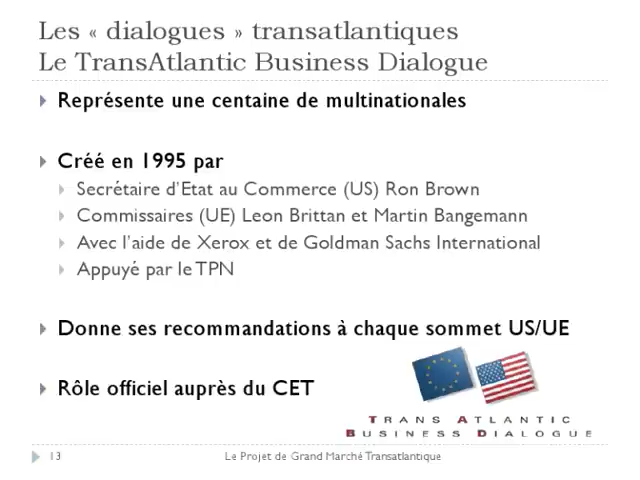 Les « dialogues » transatlantiques
Le TransAtlantic Business Dialogue
Représente une centaine de multinationales
Créé en 1995 par
Secrétaire d'Etat au Commerce (US) Ron Brown
Commissaires (UE) Leon Brittan et Martin Bangemann
Avec l'aide de Xerox et de Goldman Sachs International
Appuyé par le TPN
Donne ses recommandations à chaque sommet US/UE
Rôle officiel auprès du CET
TRANS ATLANTIC
BUSINESS DIALOGUE
13 Le Projet de Grand Marché Transatlantique